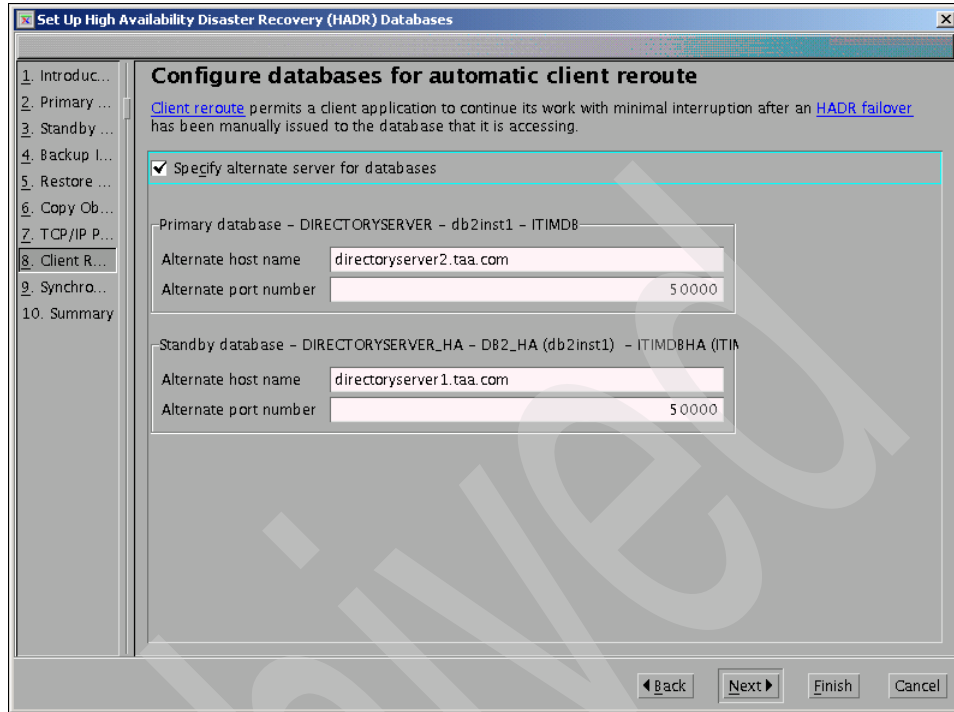 Set Up High Availability Disaster Recovery (HADR) Databases
1. Introduc...
2. Primary ...
3. Standby ...
4. Backup I...
5. Restore ...
6. Copy Ob...
7. TCP/IP P...
8. Client R...
9. Synchro...
10. Summary
Configure databases for automatic client reroute
Client reroute permits a client application to continue its work with minimal interruption after an HADR failover
has been manually issued to the database that it is accessing.
Specify alternate server for databases
Primary database - DIRECTORYSERVER - db2inst1 - ITIMDB
Alternate host name directoryserver2.taa.com
Alternate port number 50000
Standby database - DIRECTORYSERVER_HA - DB2_HA (db2inst1) - ITIMDBHA (ITIM
Alternate host name directoryserver1.taa.com
Alternate port number 50000
hived
Back Next Finish Cancel